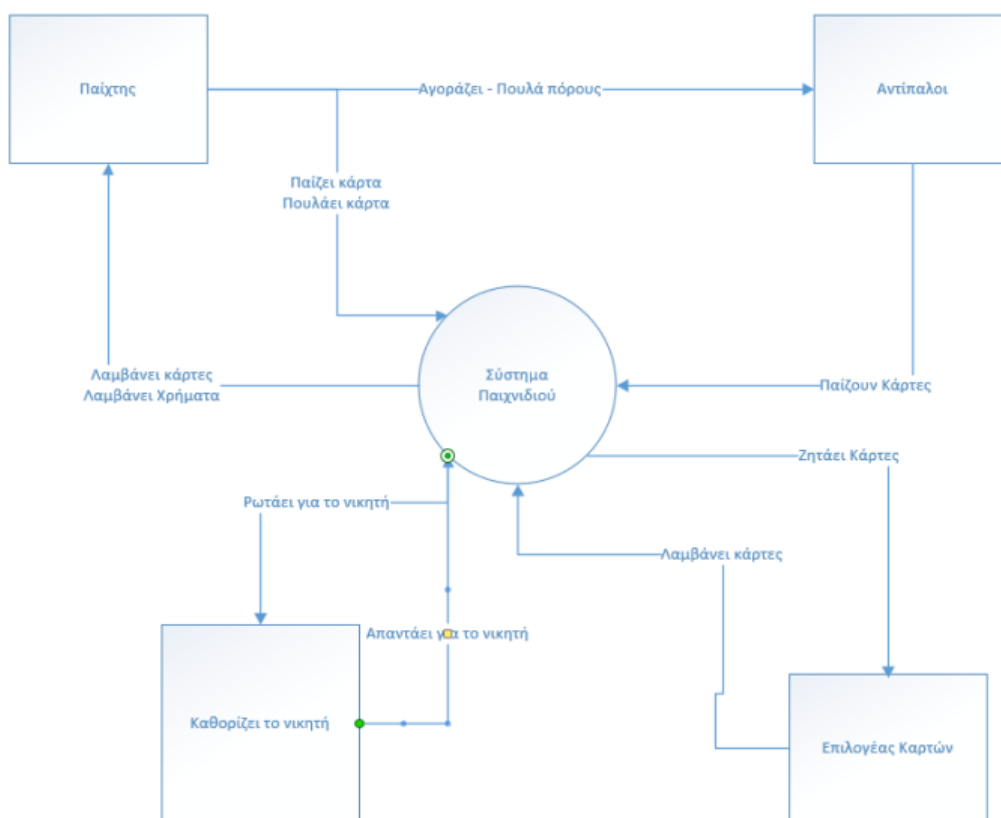 Παίχτης
Αγοράζει - Πουλά πόρους
Αντίπαλοι
Παίζει κάρτα
Πουλάει κάρτα
Λαμβάνει κάρτες
Λαμβάνει Χρήματα
Σύστημα
Παιχνιδιού
Παίζουν Κάρτες
Ζητάει Κάρτες
Ρωτάει για το νικητή
Λαμβάνει κάρτες
Απαντάει για το νικητή
Καθορίζει το νικητή
Επιλογέας Καρτών